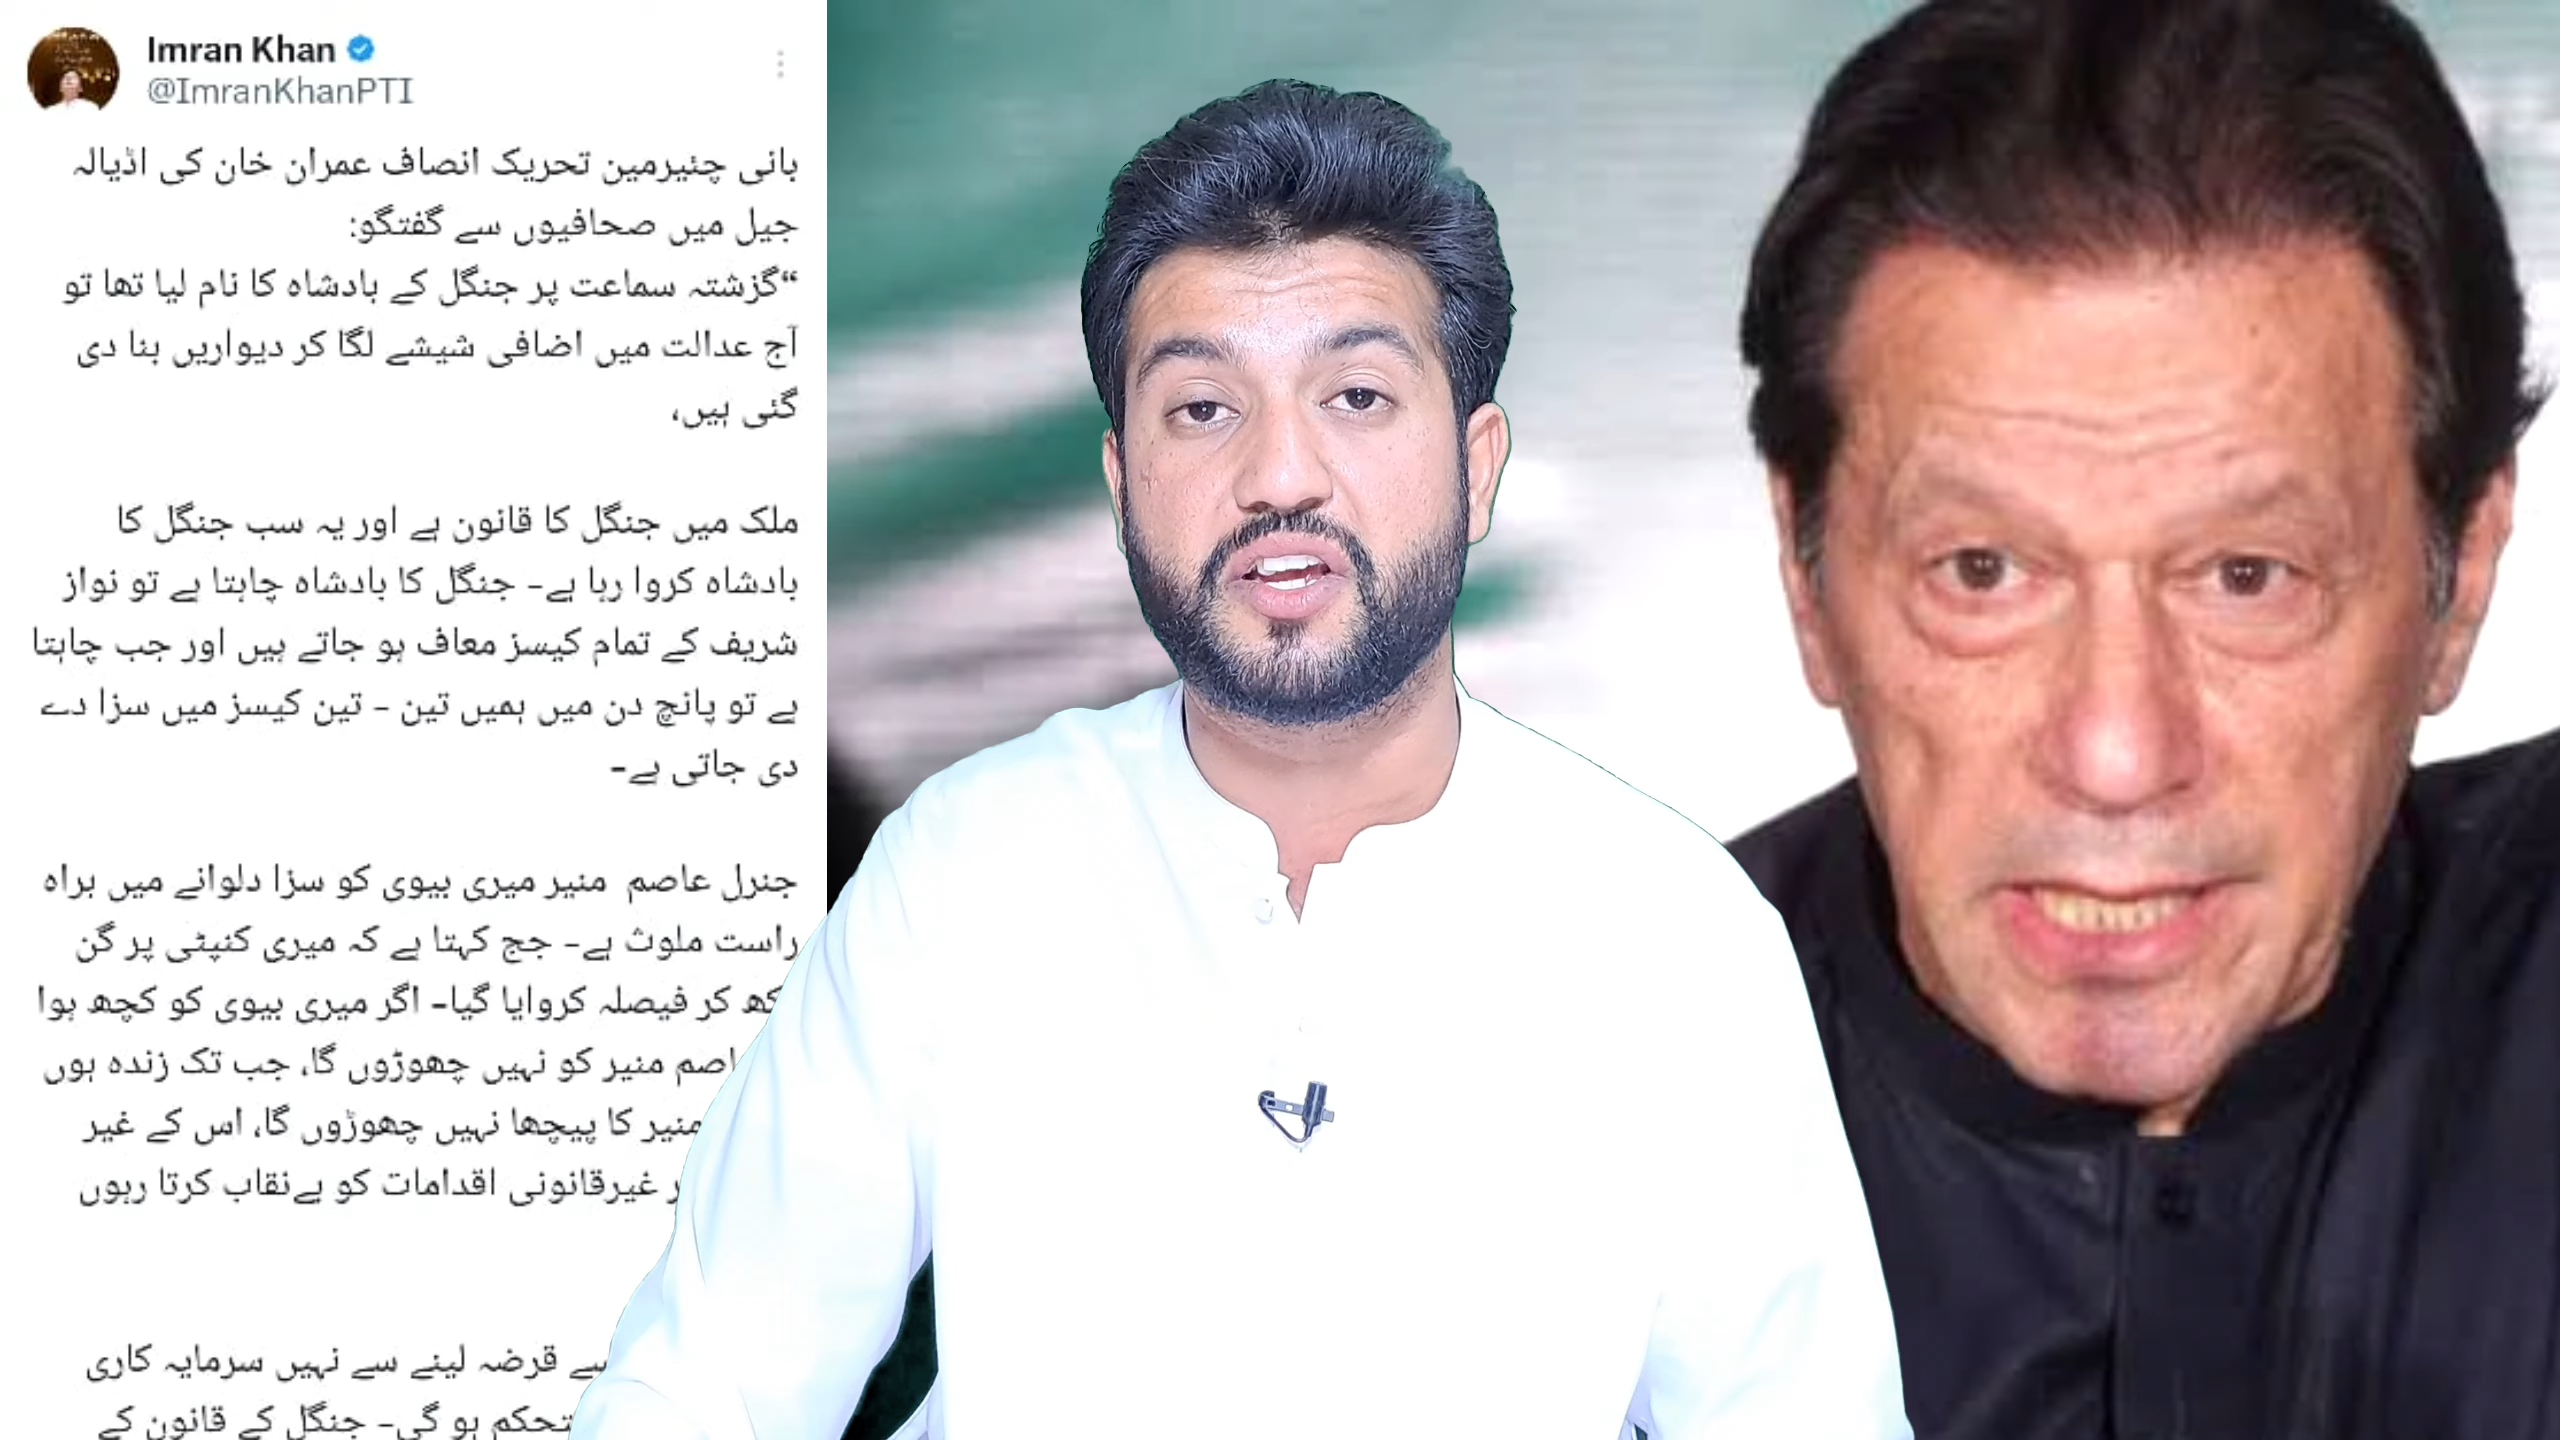 Imran Khan
@ImranKhanPTI
بانی چئیرمین تحریک انصاف عمران خان کی اڈیالہ
جیل میں صحافیوں سے گفتگو:
“گزشتہ سماعت پر جنگل کے بادشاہ کا نام لیا تھا تو
آج عدالت میں اضافی شیشے لگا کر دیواریں بنا دی
گئی ہیں،
ملک میں جنگل کا قانون ہے اور یہ سب جنگل کا
بادشاہ کروا رہا ہے- جنگل کا بادشاہ چاہتا ہے تو نواز
شریف کے تمام کیسز معاف ہو جاتے ہیں اور جب چاہتا
ہے تو پانچ دن میں ہمیں تین - تین کیسز میں سزا دے
دی جاتی ہے-
جنرل عاصم منیر میری بیوی کو سزا دلوانے میں براہ
راست ملوث ہے- جج کہتا ہے کہ میری کنپٹی پر گن
کر فیصلہ کروایا گیا- اگر میری بیوی کو کچھ ہوا
منیر کو نہیں چھوڑوں گا، جب تک زندہ ہوں
منیر کا پیچھا نہیں چھوڑوں گا، اس کے غیر
غیرقانونی اقدامات کو بےنقاب کرتا رہوں
سے قرضہ لینے سے نہیں سرمایہ کاری
ہو گی- جنگل کے قانون کے